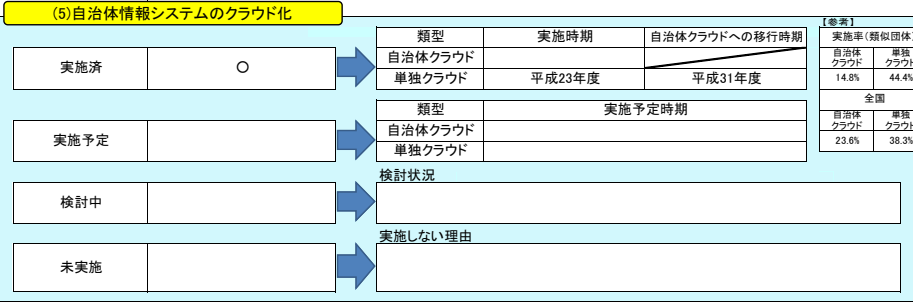 (5)自治体情報システムのクラウド化
【参考】
類型 実施時期 自治体クラウドへの移行時期
実施率(類似団体)
実施済 ○
自治体クラウド
単独クラウド 平成23年度 平成31年度
自治体クラウド 単独クラウド
14.8% 44.4%
全国
自治体クラウド 単独クラウド
23.6% 38.3%
類型 実施予定時期
実施予定
自治体クラウド
単独クラウド
検討状況
検討中
実施しない理由
未実施